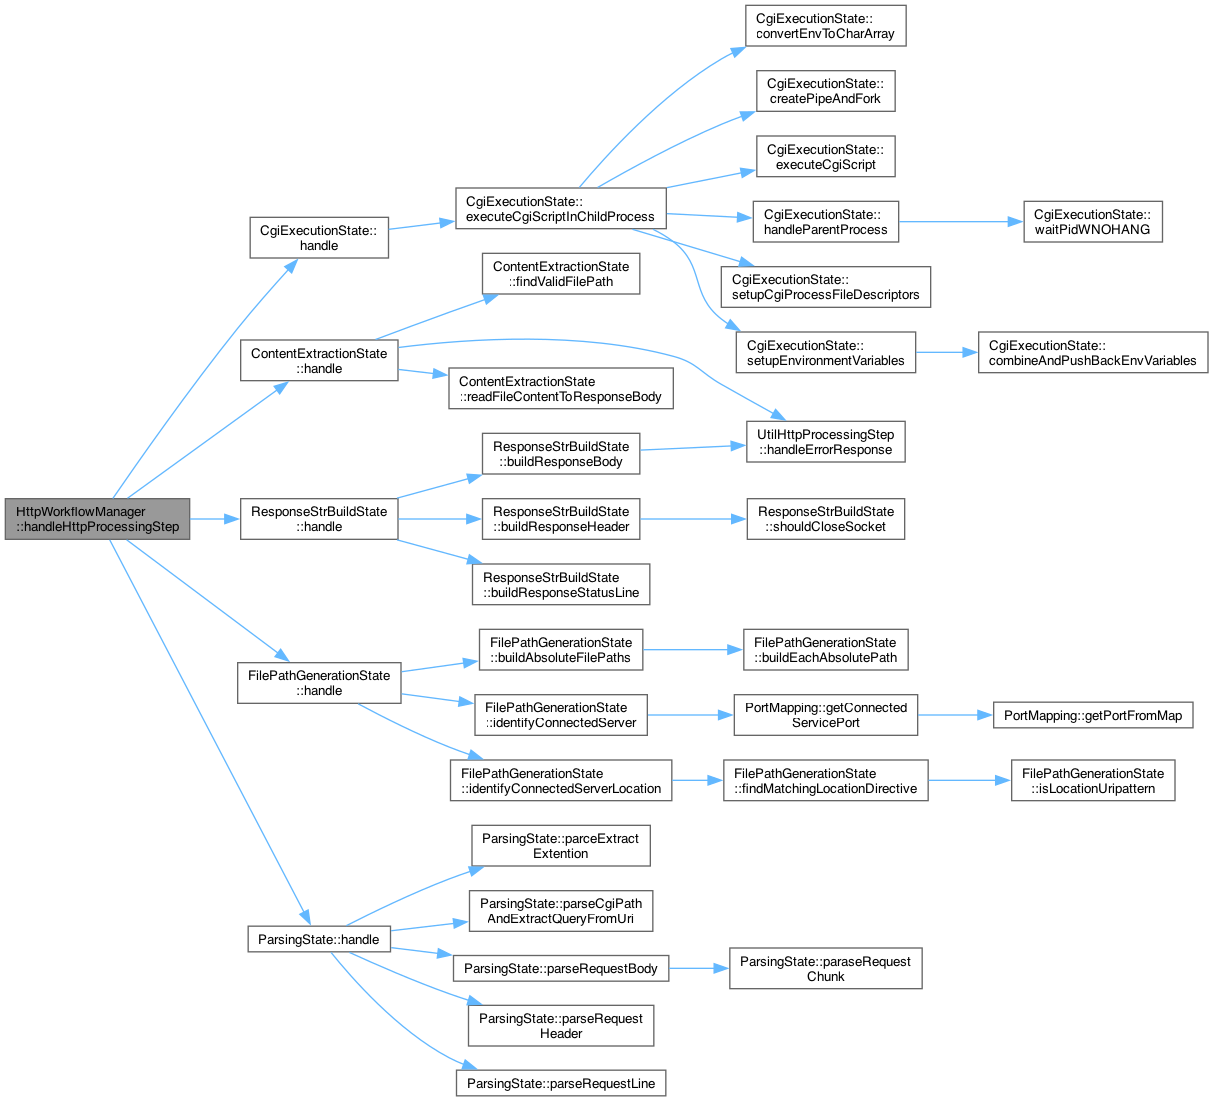 CgiExecutionState::
convertEnvToCharArray
CgiExecutionState::
createPipeAndFork
CgiExecutionState::
executeCgiScript
CgiExecutionState::
executeCgiScriptInChildProcess
CgiExecutionState::
handleParentProcess
CgiExecutionState::
waitPidWNOHANG
CgiExecutionState::
handle
ContentExtractionState
::findValidFilePath
CgiExecutionState::
setupCgiProcessFileDescriptors
CgiExecutionState::
setupEnvironmentVariables
CgiExecutionState::
combineAndPushBackEnvVariables
ContentExtractionState
::handle
ContentExtractionState
::readFileContentToResponseBody
UtilHttpProcessingStep
::handleErrorResponse
ResponseStrBuildState
::buildResponseBody
HttpWorkflowManager
::handleHttpProcessingStep
ResponseStrBuildState
::handle
ResponseStrBuildState
::buildResponseHeader
ResponseStrBuildState
::shouldCloseSocket
ResponseStrBuildState
::buildResponseStatusLine
FilePathGenerationState
::buildAbsoluteFilePaths
FilePathGenerationState
::buildEachAbsolutePath
FilePathGenerationState
::handle
FilePathGenerationState
::identifyConnectedServer
PortMapping::getConnected
ServicePort
PortMapping::getPortFromMap
FilePathGenerationState
::identifyConnectedServerLocation
FilePathGenerationState
::findMatchingLocationDirective
FilePathGenerationState
::isLocationUripattern
ParsingState::parceExtract
Extention
ParsingState::parseCgiPath
AndExtractQueryFromUri
ParsingState::handle
ParsingState::parseRequestBody
ParsingState::paraseRequest
Chunk
ParsingState::parseRequest
Header
ParsingState::parseRequestLine